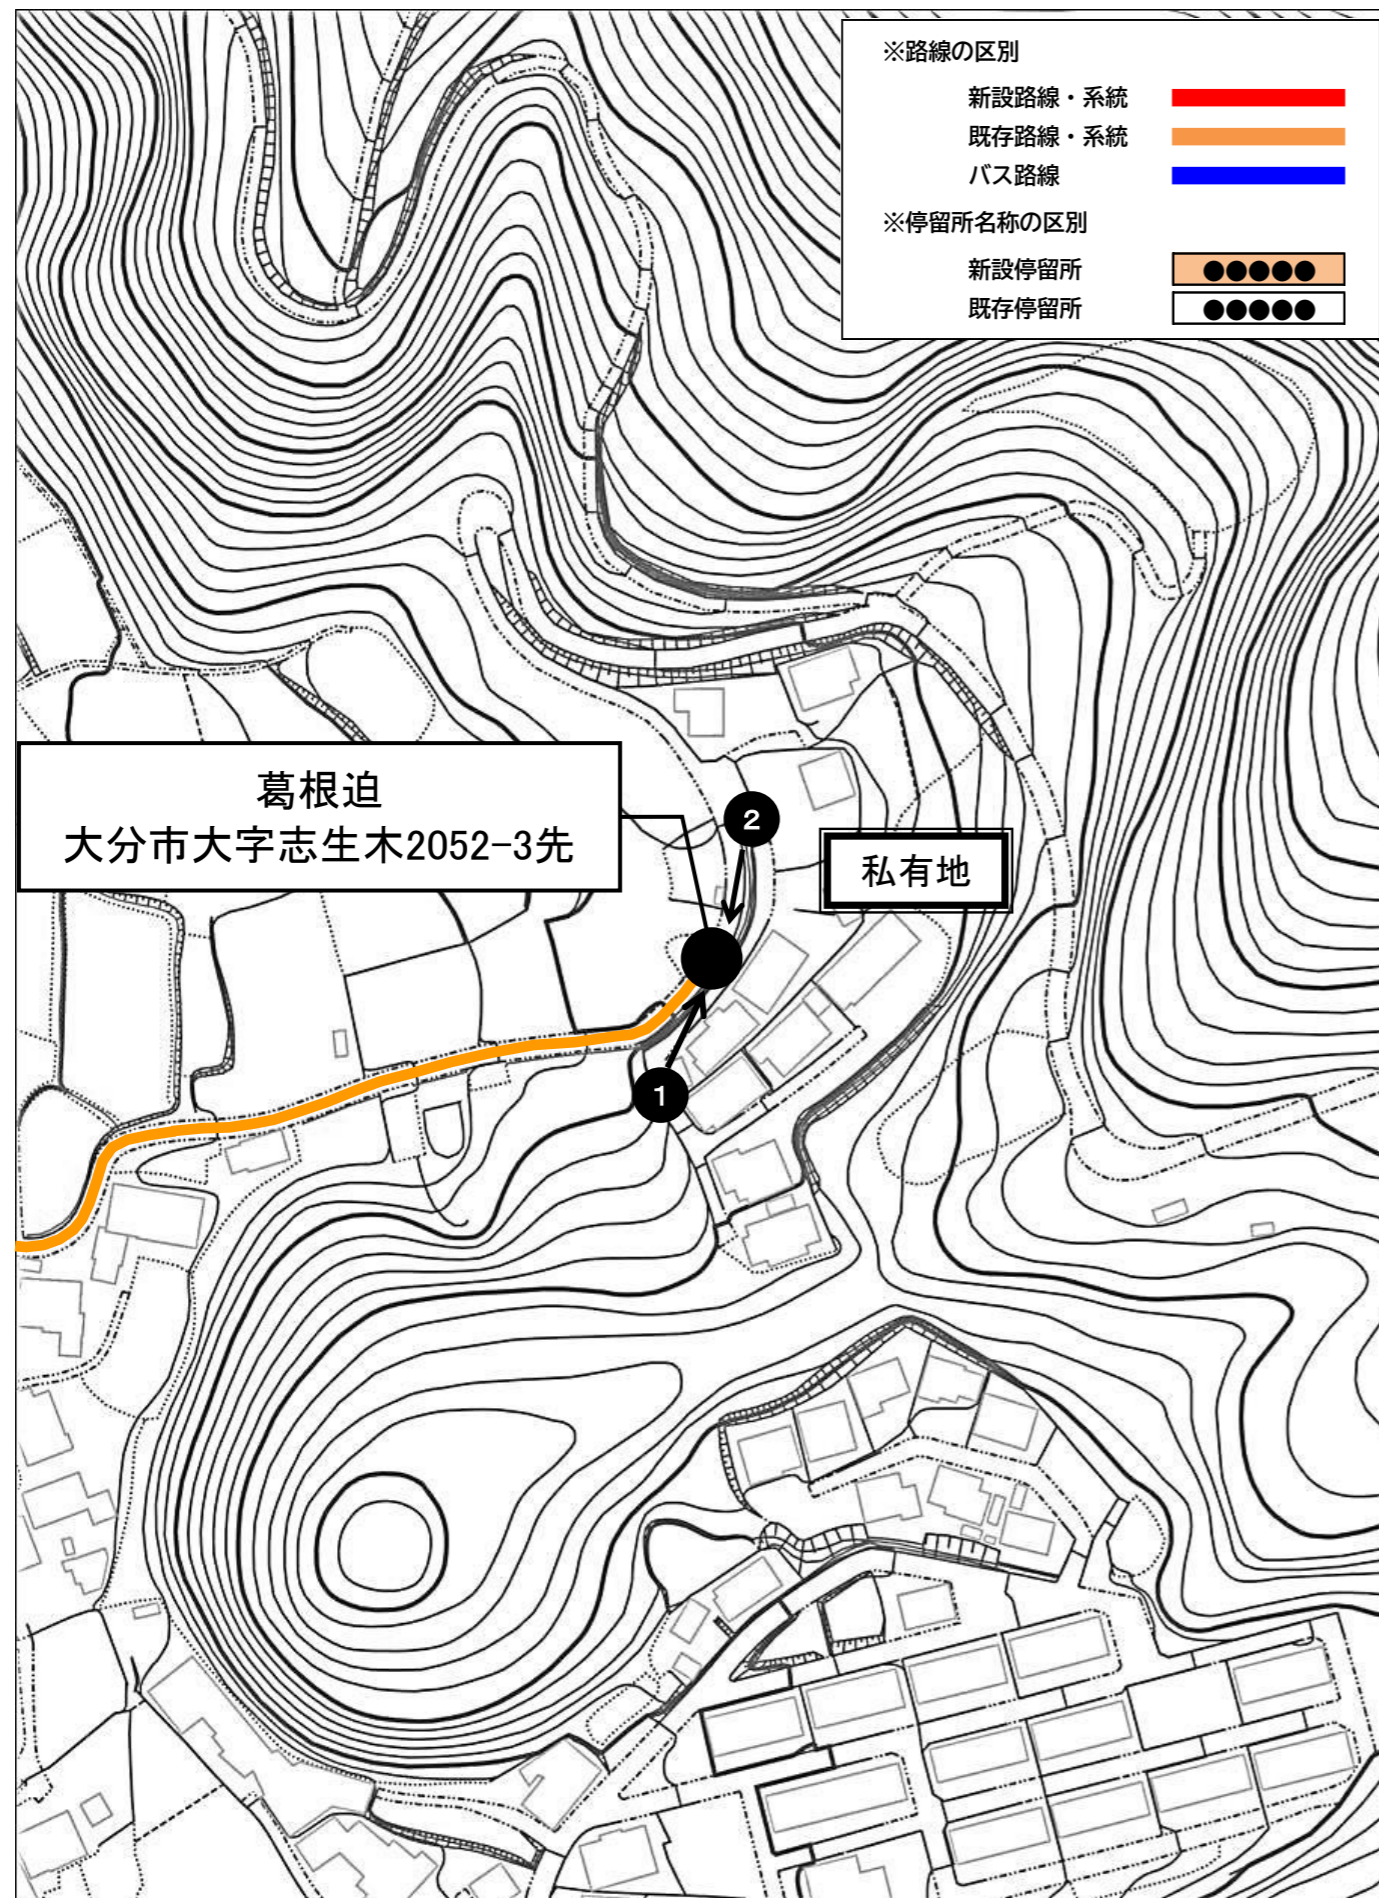 ※路線の区別
新設路線・系統
既存路線・系統
バス路線
※停留所名称の区別
新設停留所 ●●●●●
既存停留所 ●●●●●
葛根迫
大分市大字志生木2052-3先
2
私有地
1